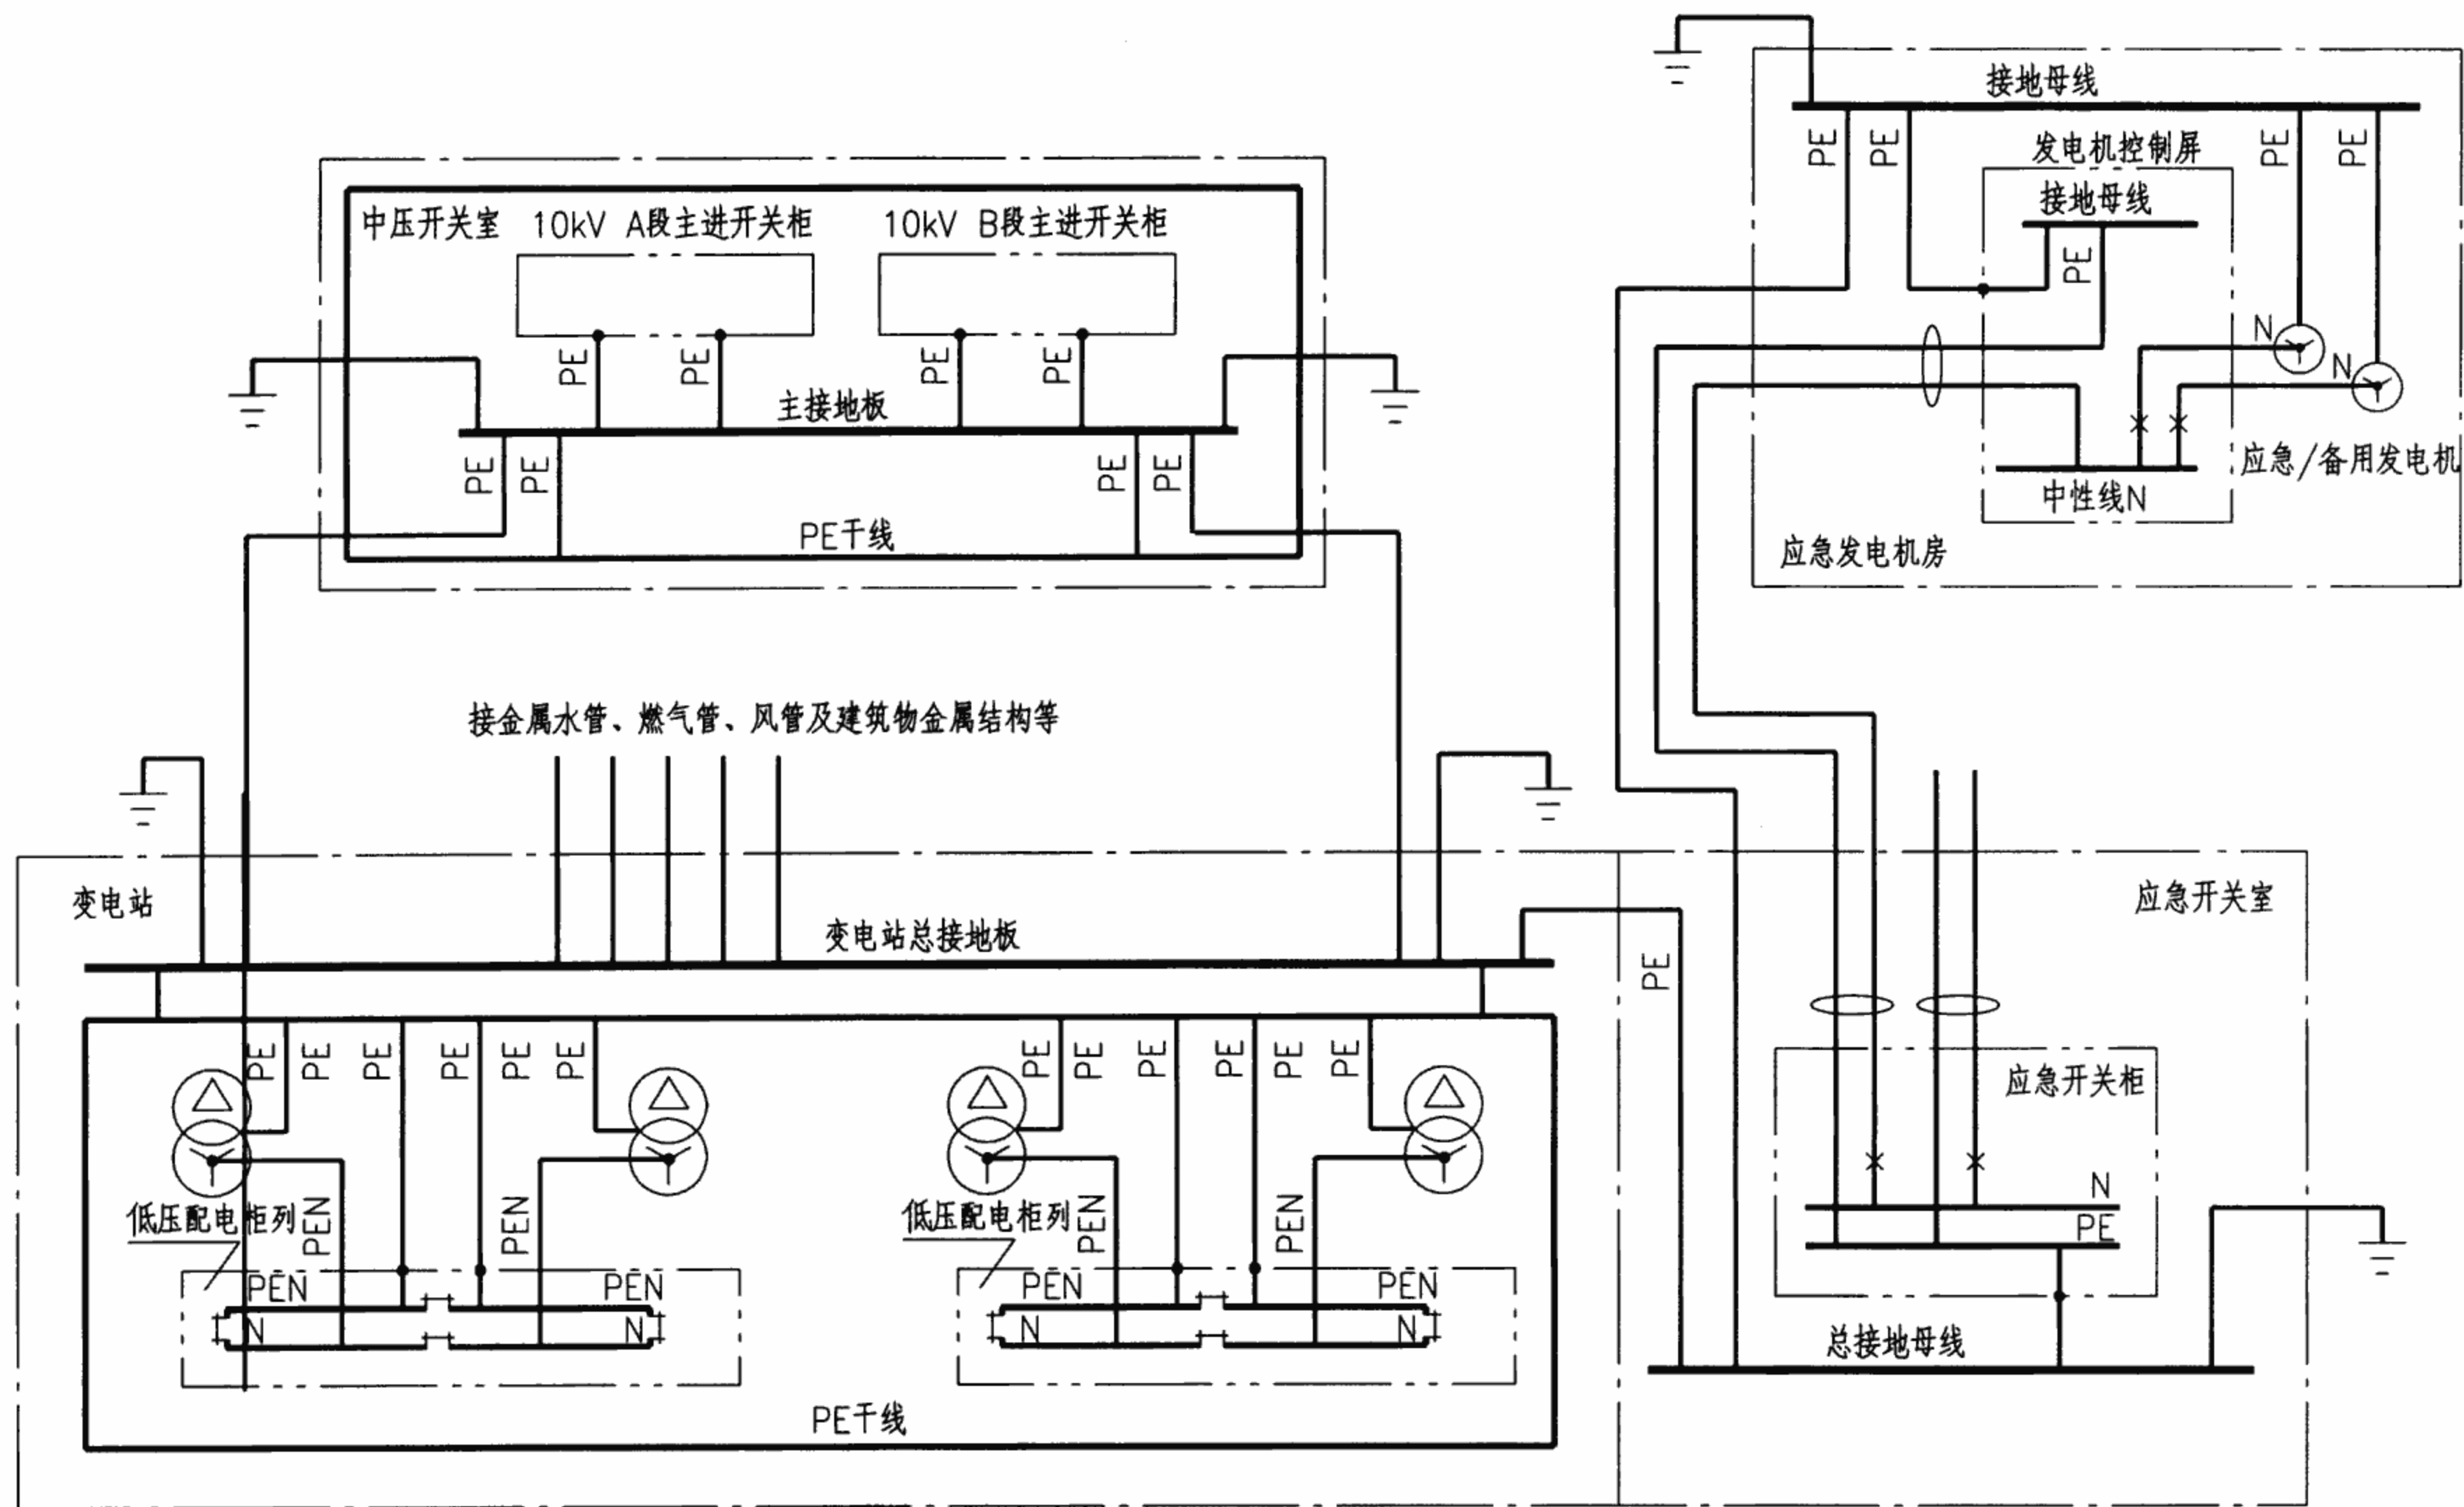 接地母线
PE
PE
发电机控制屏
PE
PE
接地母线
PE
N
N
应急/备用发电机
中性线N
应急发电机房
中压开关室
10kV A段主进开关柜
10kV B段主进开关柜
PE
PE
PE
PE
主接地板
PE
PE
PE
PE
PE干线
接金属水管、燃气管、风管及建筑物金属结构等
变电站
变电站总接地板
PE
应急开关室
PE
PE
PE
PE
PE
PE
PE
PE
PE
PE
PE
PE
应急开关柜
低压配电柜列
PEN
PEN
低压配电柜列
PEN
PEN
N
PE
PEN
PEN
PEN
PEN
N
N
N
N
总接地母线
PE干线